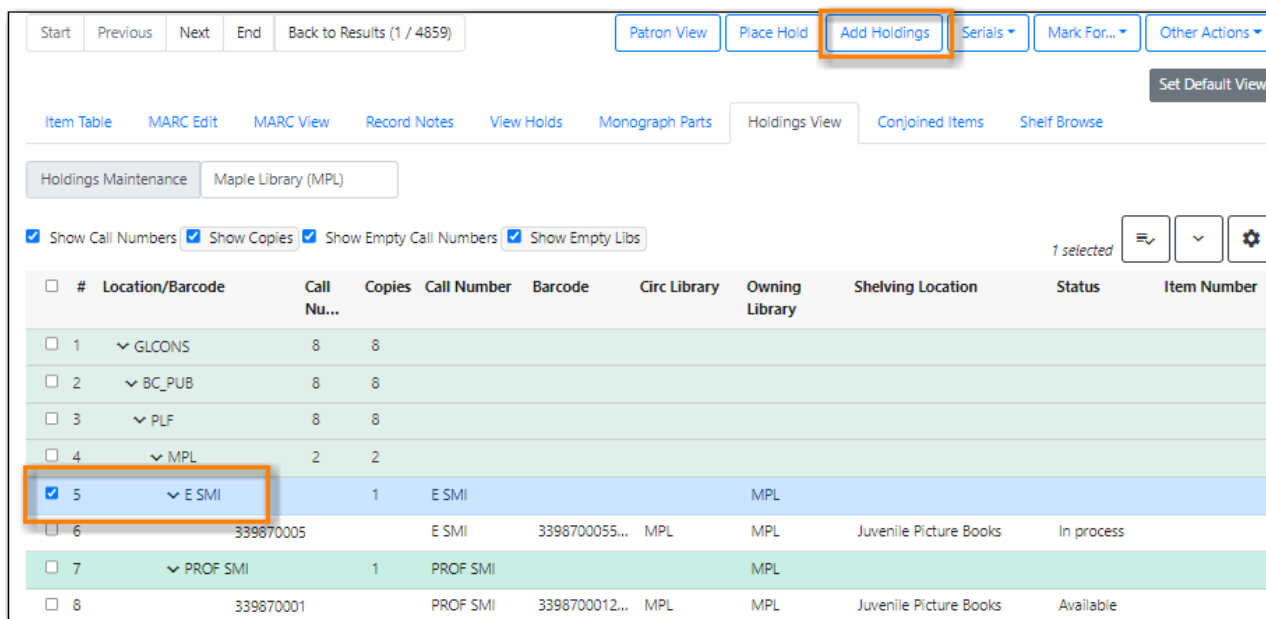 Start Previous Next End Back to Results (1 / 4859) Patron View Place Hold Add Holdings Serials Mark For... Other Actions
Set Default View
Item Table MARC Edit MARC View Record Notes View Holds Monograph Parts Holdings View Conjoined Items Shelf Browse
Holdings Maintenance Maple Library (MPL)
Show Call Numbers Show Copies Show Empty Call Numbers Show Empty Libs 1 selected
# Location/Barcode Call Nu... Copies Call Number Barcode Circ Library Owning Library Shelving Location Status Item Number
1 GLCONS 8 8
2 BC_PUB 8 8
3 PLF 8 8
4 MPL 2 2
5 E SMI 1 E SMI MPL
6 339870005 E SMI 3398700055... MPL MPL Juvenile Picture Books In process
7 PROF SMI 1 PROF SMI MPL
8 339870001 PROF SMI 3398700012... MPL MPL Juvenile Picture Books Available